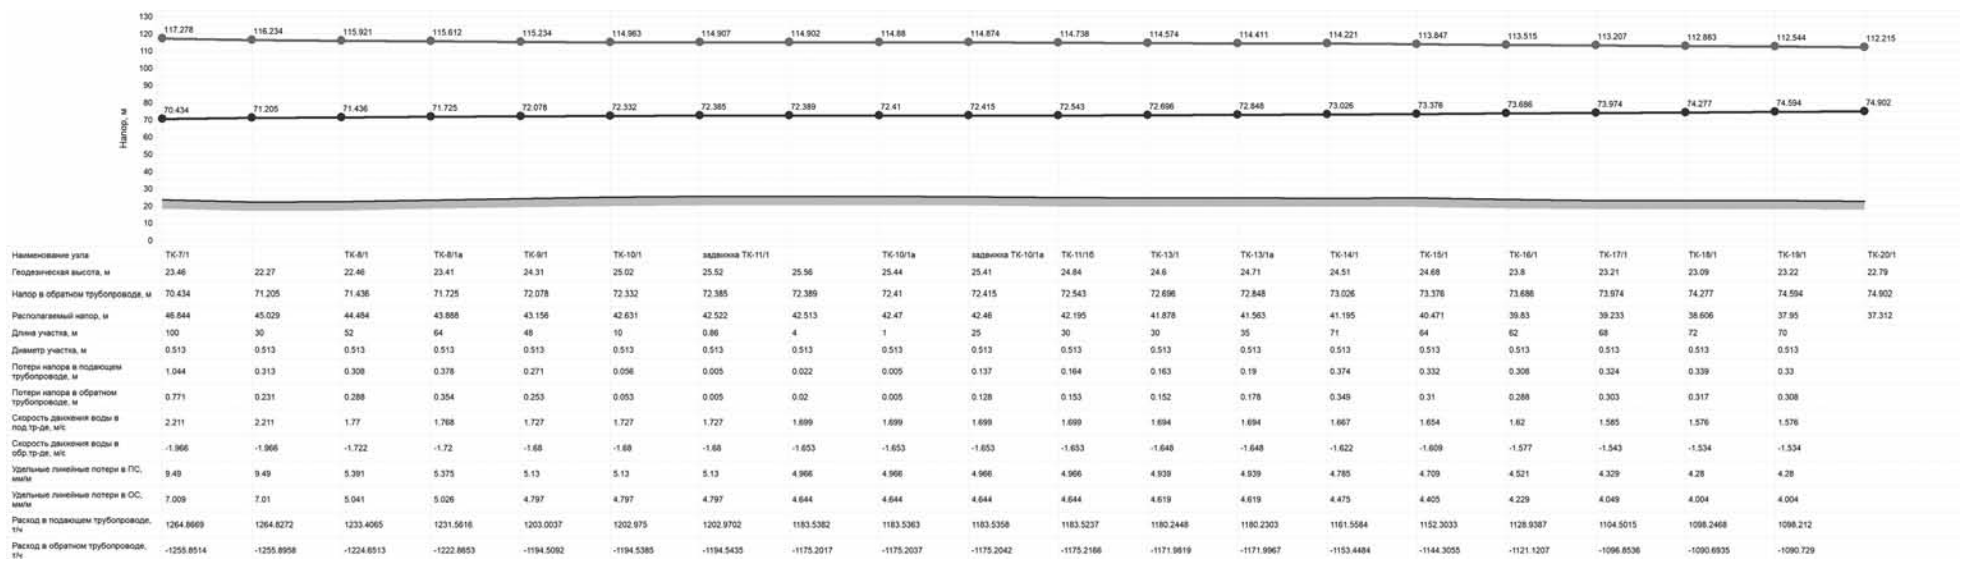 130
120
110
100
90
80
70
60
50
40
30
20
10
0
Напор, м
117.278 116.234 115.921 115.612 115.234 114.963 114.907 114.902 114.88 114.874 114.738 114.574 114.411 114.221 113.847 113.515 113.207 112.883 112.544 112.215
70.434 71.205 71.436 71.725 72.078 72.332 72.385 72.389 72.41 72.415 72.543 72.696 72.848 73.026 73.376 73.686 73.974 74.277 74.594 74.902
Наименование узла ТК-7/1 ТК-8/1 ТК-8/1а ТК-9/1 ТК-10/1 задвижка ТК-11/1 ТК-10/1а задвижка ТК-10/1а ТК-11/1б ТК-13/1 ТК-13/1а ТК-14/1 ТК-15/1 ТК-16/1 ТК-17/1 ТК-18/1 ТК-19/1 ТК-20/1
Геодезическая высота, м 23.46 22.27 22.46 23.41 24.31 25.02 25.52 25.56 25.44 25.41 24.84 24.6 24.71 24.51 24.68 23.8 23.21 23.09 23.22 22.79
Напор в обратном трубопроводе, м 70.434 71.205 71.436 71.725 72.078 72.332 72.385 72.389 72.41 72.415 72.543 72.696 72.848 73.026 73.376 73.686 73.974 74.277 74.594 74.902
Располагаемый напор, м 46.844 45.029 44.484 43.888 43.156 42.631 42.522 42.513 42.47 42.46 42.195 41.878 41.563 41.195 40.471 39.83 39.233 38.606 37.95 37.312
Длина участка, м 100 30 52 64 48 10 0.86 4 1 25 30 30 35 71 64 62 68 72 70
Диаметр участка, м 0.513 0.513 0.513 0.513 0.513 0.513 0.513 0.513 0.513 0.513 0.513 0.513 0.513 0.513 0.513 0.513 0.513 0.513 0.513
Потери напора в подающем
трубопроводе, м 1.044 0.313 0.308 0.378 0.271 0.056 0.005 0.022 0.005 0.137 0.164 0.163 0.19 0.374 0.332 0.308 0.324 0.339 0.33
Потери напора в обратном
трубопроводе, м 0.771 0.231 0.288 0.354 0.253 0.053 0.005 0.02 0.005 0.128 0.153 0.152 0.178 0.349 0.31 0.288 0.303 0.317 0.308
Скорость движения воды в
под.тр-де, м/с 2.211 2.211 1.77 1.768 1.727 1.727 1.727 1.699 1.699 1.699 1.699 1.694 1.694 1.667 1.654 1.62 1.585 1.576 1.576
Скорость движения воды в
обр.тр-де, м/с -1.966 -1.966 -1.722 -1.72 -1.68 -1.68 -1.68 -1.653 -1.653 -1.653 -1.653 -1.648 -1.648 -1.622 -1.609 -1.577 -1.543 -1.534 -1.534
Удельные линейные потери в ПС,
мм/м 9.49 9.49 5.391 5.375 5.13 5.13 5.13 4.966 4.966 4.966 4.966 4.939 4.939 4.785 4.709 4.521 4.329 4.28 4.28
Удельные линейные потери в ОС,
мм/м 7.009 7.01 5.041 5.026 4.797 4.797 4.797 4.644 4.644 4.644 4.644 4.619 4.619 4.475 4.405 4.229 4.049 4.004 4.004
Расход в подающем трубопроводе,
т/ч 1264.8669 1264.8272 1233.4065 1231.5616 1203.0037 1202.975 1202.9702 1183.5382 1183.5363 1183.5358 1183.5237 1180.2448 1180.2303 1161.5584 1152.3033 1128.9387 1104.5015 1098.2468 1098.212
Расход в обратном трубопроводе,
т/ч -1255.8514 -1255.8958 -1224.6513 -1222.8653 -1194.5092 -1194.5385 -1194.5435 -1175.2017 -1175.2037 -1175.2042 -1175.2166 -1171.9819 -1171.9967 -1153.4484 -1144.3055 -1121.1207 -1096.8536 -1090.6935 -1090.729